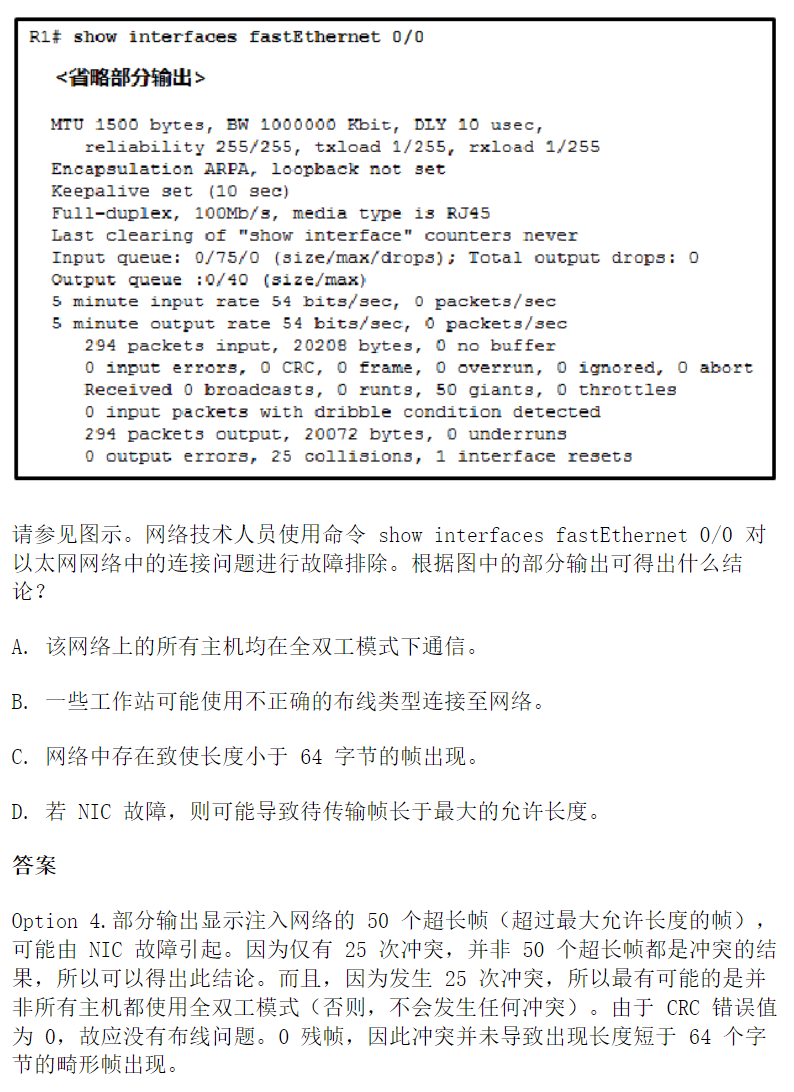 R1# show interfaces fastEthernet 0/0
<省略部分输出>
MTU 1500 bytes, BW 1000000 Kbit, DLY 10 usec,
reliability 255/255, txload 1/255, rxload 1/255
Encapsulation ARPA, loopback not set
Keepalive set (10 sec)
Full-duplex, 100Mb/s, media type is RJ45
Last clearing of "show interface" counters never
Input queue: 0/75/0 (size/max/drops); Total output drops: 0
Output queue :0/40 (size/max)
5 minute input rate 54 bits/sec, 0 packets/sec
5 minute output rate 54 bits/sec, 0 packets/sec
294 packets input, 20208 bytes, 0 no buffer
0 input errors, 0 CRC, 0 frame, 0 overrun, 0 ignored, 0 abort
Received 0 broadcasts, 0 runts, 50 giants, 0 throttles
0 input packets with dribble condition detected
294 packets output, 20072 bytes, 0 underruns
0 output errors, 25 collisions, 1 interface resets
请参见图示。网络技术人员使用命令 show interfaces fastEthernet 0/0 对
以太网网络中的连接问题进行故障排除。根据图中的部分输出可得出什么结
论？
A. 该网络上的所有主机均在全双工模式下通信。
B. 一些工作站可能使用不正确的布线类型连接至网络。
C. 网络中存在致使长度小于 64 字节的帧出现。
D. 若 NIC 故障，则可能导致待传输帧长于最大的允许长度。
答案
Option 4.部分输出显示注入网络的 50 个超长帧（超过最大允许长度的帧），
可能由 NIC 故障引起。因为仅有 25 次冲突，并非 50 个超长帧都是冲突的结
果，所以可以得出此结论。而且，因为发生 25 次冲突，所以最有可能的是并
非所有主机都使用全双工模式（否则，不会发生任何冲突）。由于 CRC 错误值
为 0，故应没有布线问题。0 残帧，因此冲突并未导致出现长度短于 64 个字
节的畸形帧出现。